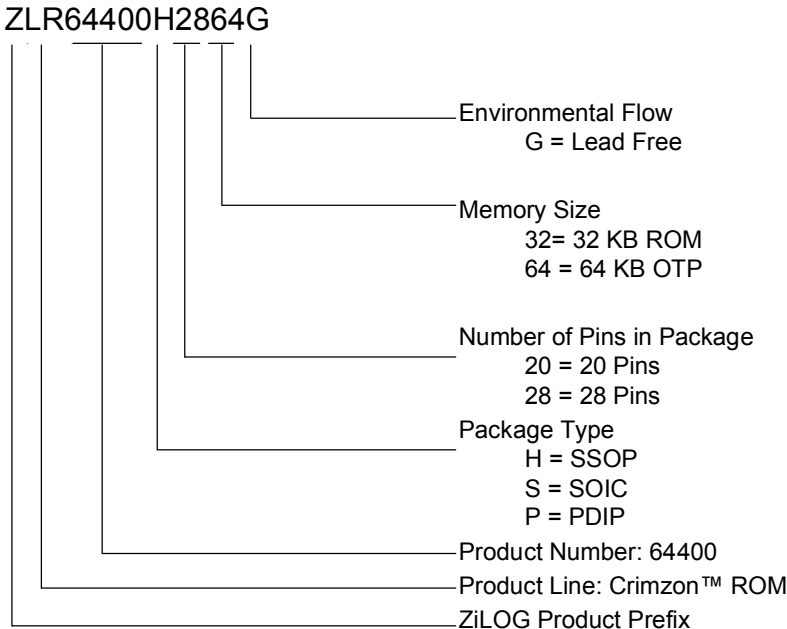 ZLR64400H2864G
Environmental Flow
G = Lead Free
Memory Size
32= 32 KB ROM
64 = 64 KB OTP
Number of Pins in Package
20 = 20 Pins
28 = 28 Pins
Package Type
H = SSOP
S = SOIC
P = PDIP
Product Number: 64400
Product Line: Crimzon™ ROM
ZiLOG Product Prefix